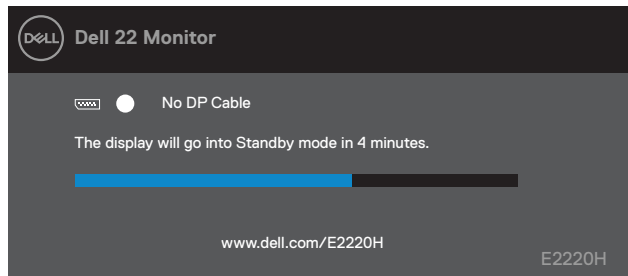 DELL
Dell 22 Monitor
No DP Cable
The display will go into Standby mode in 4 minutes.
www.dell.com/E2220H
E2220H